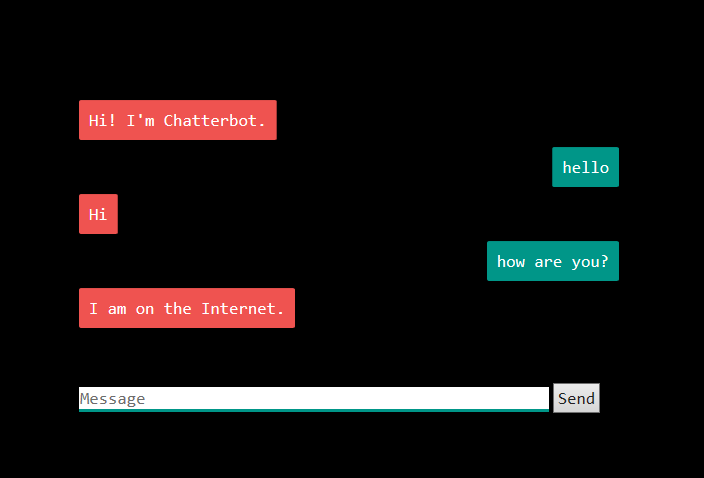 Hi! I'm Chatterbot.
hello
Hi
how are you?
I am on the Internet.
Message
Send